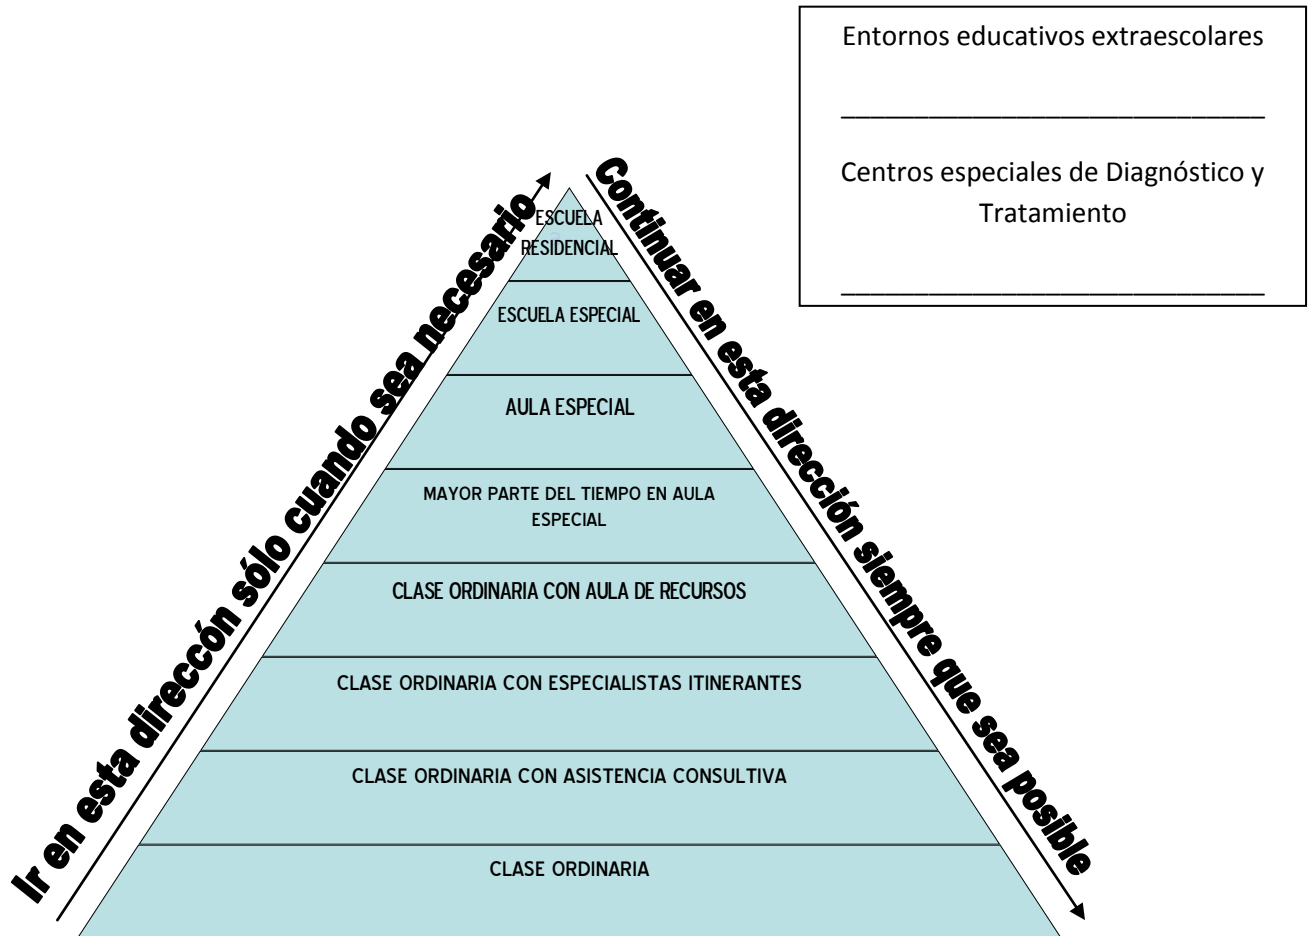 Entornos educativos extraescolares
_____________________________
Centros especiales de Diagnóstico y
Tratamiento
_____________________________
Ir en esta direccón sólo cuando sea necesario
Continuar en esta dirección siempre que sea posible
ESCUELA
RESIDENCIAL
ESCUELA ESPECIAL
AULA ESPECIAL
MAYOR PARTE DEL TIEMPO EN AULA
ESPECIAL
CLASE ORDINARIA CON AULA DE RECURSOS
CLASE ORDINARIA CON ESPECIALISTAS ITINERANTES
CLASE ORDINARIA CON ASISTENCIA CONSULTIVA
CLASE ORDINARIA